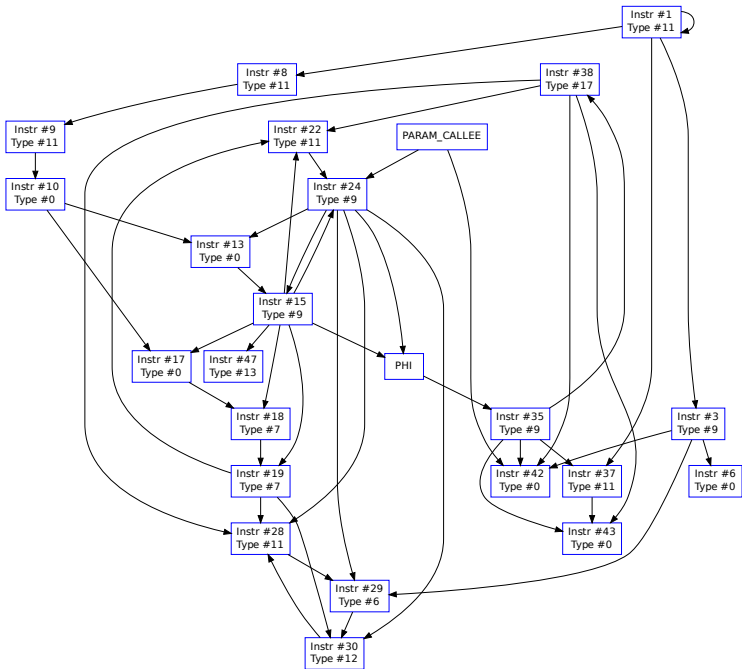 Instr #1
Type #11
Instr #8
Type #11
Instr #38
Type #17
Instr #9
Type #11
Instr #22
Type #11
PARAM_CALLEE
Instr #10
Type #0
Instr #24
Type #9
Instr #13
Type #0
Instr #15
Type #9
Instr #17
Type #0
Instr #47
Type #13
PHI
Instr #18
Type #7
Instr #35
Type #9
Instr #3
Type #9
Instr #19
Type #7
Instr #42
Type #0
Instr #37
Type #11
Instr #6
Type #0
Instr #28
Type #11
Instr #43
Type #0
Instr #29
Type #6
Instr #30
Type #12